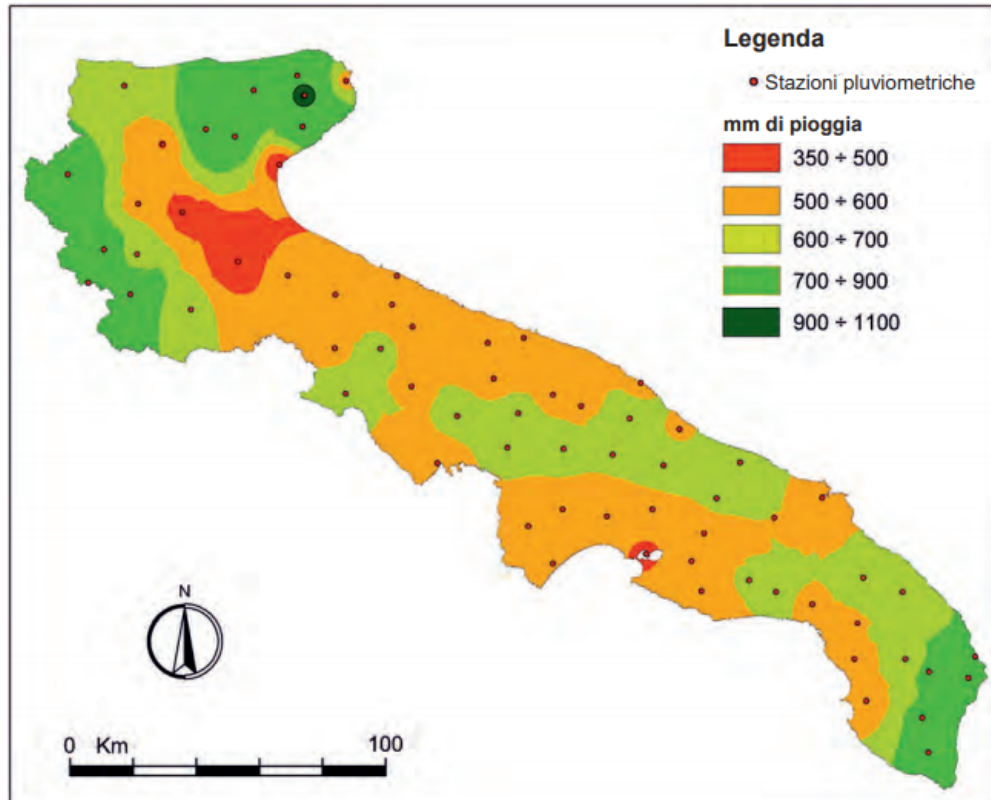 Legenda
Stazioni pluviometriche
mm di pioggia
350 ÷ 500
500 ÷ 600
600 ÷ 700
700 ÷ 900
900 ÷ 1100
N
0 Km 100